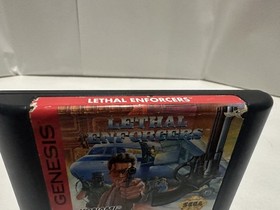 LETHAL ENFORCERS
LETHAL
ENFORCERS
GENESIS
SEGA